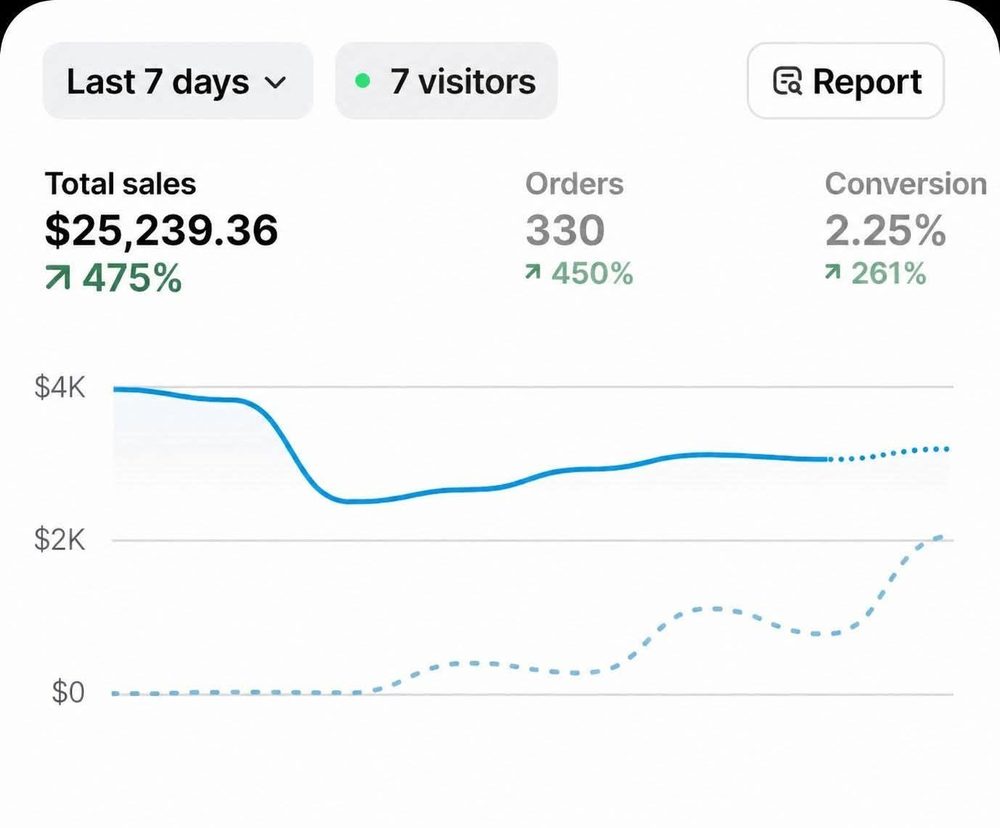 Last 7 days
7 visitors
Report
Total sales
$25,239.36
475%
Orders
330
450%
Conversion
2.25%
261%
$4K
$2K
$0